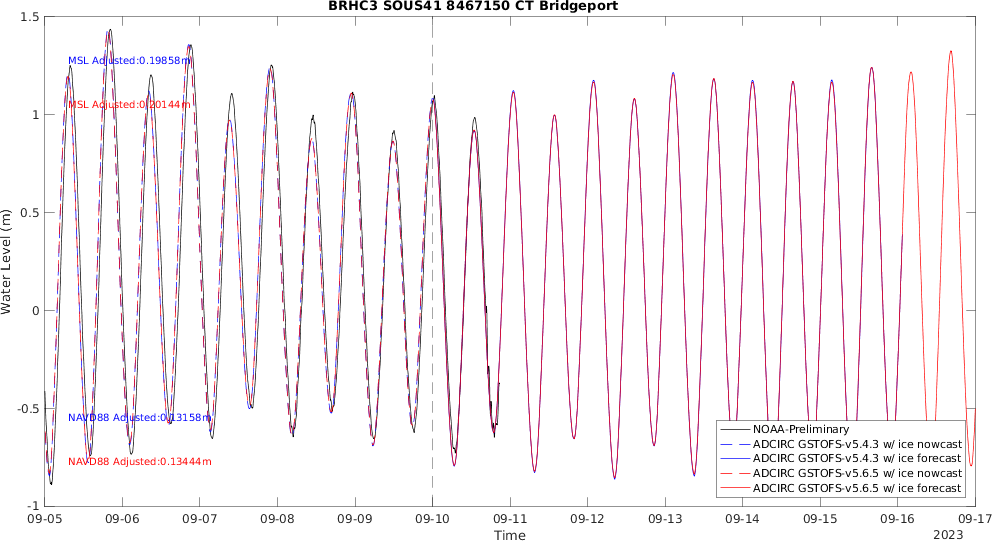 BRHC3 SOUS41 8467150 CT Bridgeport
1.5
1
0.5
0
-0.5
-1
Water Level (m)
MSL Adjusted:0.19858m
MSL Adjusted:0.20144m
NAVD88 Adjusted:0.13158m
NAVD88 Adjusted:0.13444m
NOAA-Preliminary
ADCIRC GSTOFS-v5.4.3 w/ ice nowcast
ADCIRC GSTOFS-v5.4.3 w/ ice forecast
ADCIRC GSTOFS-v5.6.5 w/ ice nowcast
ADCIRC GSTOFS-v5.6.5 w/ ice forecast
09-05 09-06 09-07 09-08 09-09 09-10 09-11 09-12 09-13 09-14 09-15 09-16 09-17
Time
2023